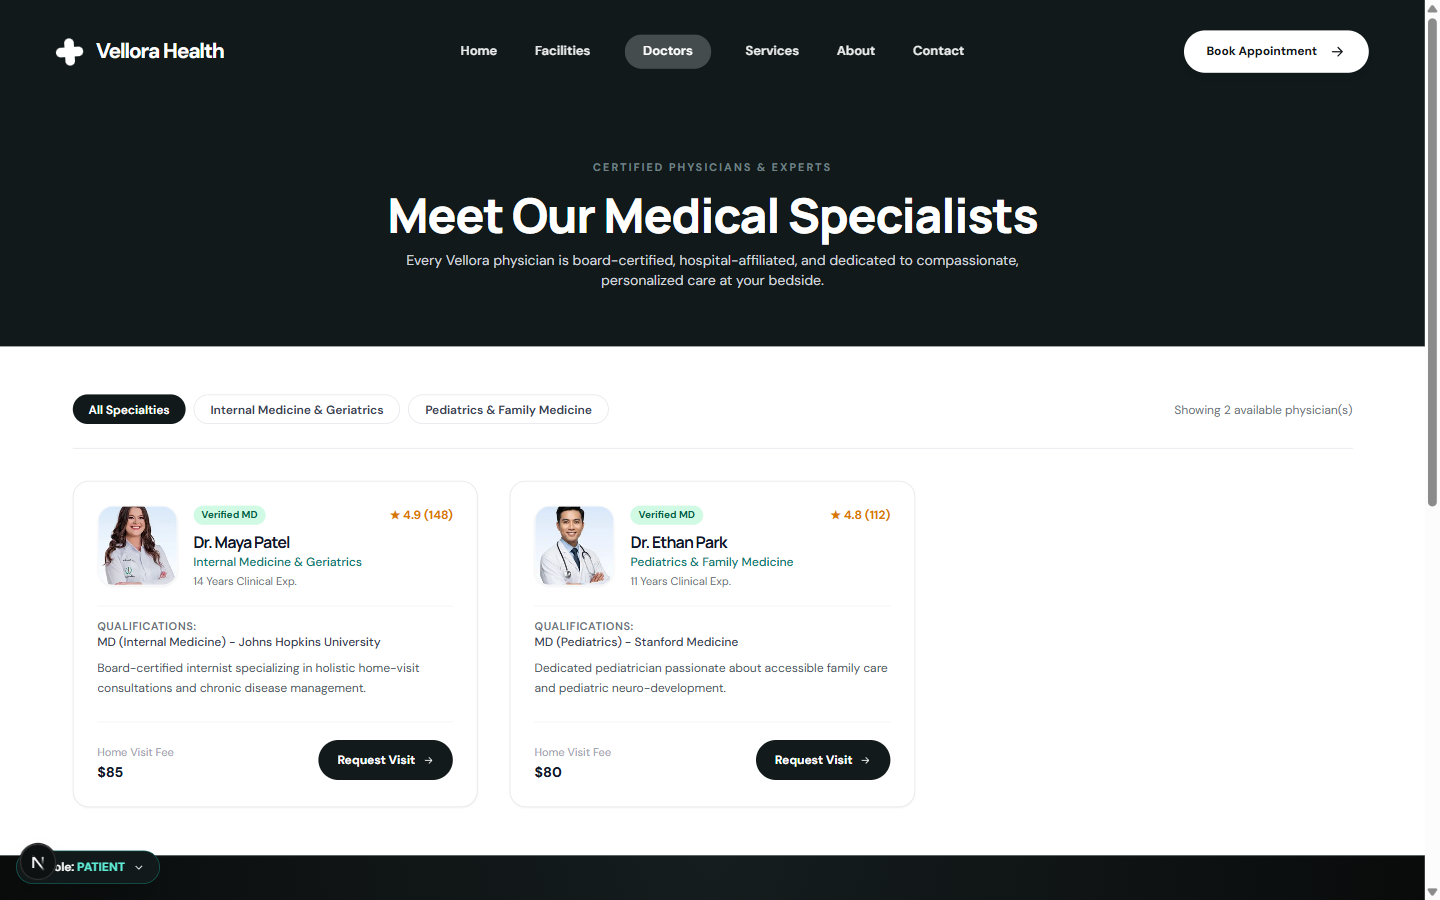 Vellora Health
Home
Facilities
Doctors
Services
About
Contact
Book Appointment →
CERTIFIED PHYSICIANS & EXPERTS
Meet Our Medical Specialists
Every Vellora physician is board-certified, hospital-affiliated, and dedicated to compassionate,
personalized care at your bedside.
All Specialties
Internal Medicine & Geriatrics
Pediatrics & Family Medicine
Showing 2 available physician(s)
Verified MD
★ 4.9 (148)
Dr. Maya Patel
Internal Medicine & Geriatrics
14 Years Clinical Exp.
QUALIFICATIONS:
MD (Internal Medicine) - Johns Hopkins University
Board-certified internist specializing in holistic home-visit
consultations and chronic disease management.
Home Visit Fee
$85
Request Visit →
Verified MD
★ 4.8 (112)
Dr. Ethan Park
Pediatrics & Family Medicine
11 Years Clinical Exp.
QUALIFICATIONS:
MD (Pediatrics) - Stanford Medicine
Dedicated pediatrician passionate about accessible family care
and pediatric neuro-development.
Home Visit Fee
$80
Request Visit →
N
PATIENT